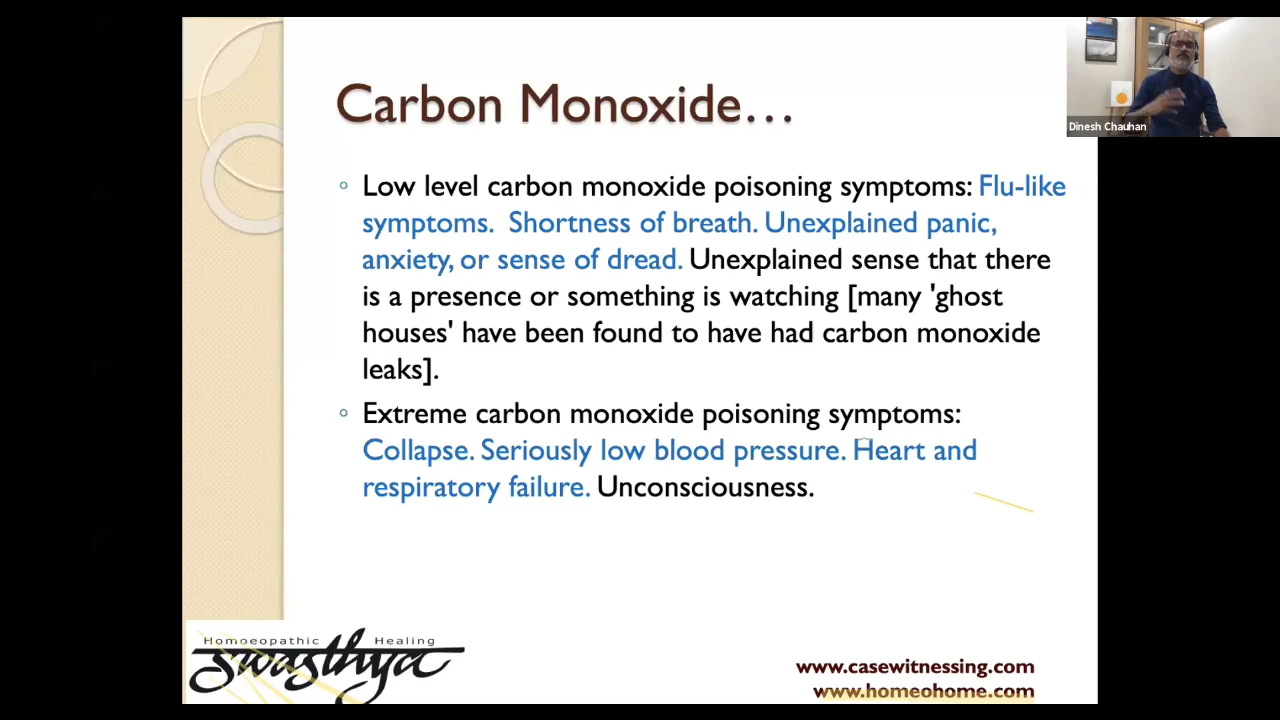 Carbon Monoxide…
Dinesh Chauhan
◦ Low level carbon monoxide poisoning symptoms: Flu-like
symptoms.  Shortness of breath. Unexplained panic,
anxiety, or sense of dread. Unexplained sense that there
is a presence or something is watching [many 'ghost
houses' have been found to have had carbon monoxide
leaks].
◦ Extreme carbon monoxide poisoning symptoms:
Collapse. Seriously low blood pressure. Heart and
respiratory failure. Unconsciousness.
Homoeopathic Healing
swasthya
www.casewitnessing.com
www.homeohome.com